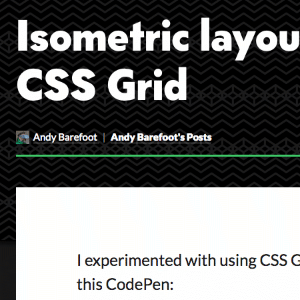 Isometric layou
CSS Grid
Andy Barefoot | Andy Barefoot's Posts
I experimented with using CSS G
this CodePen: